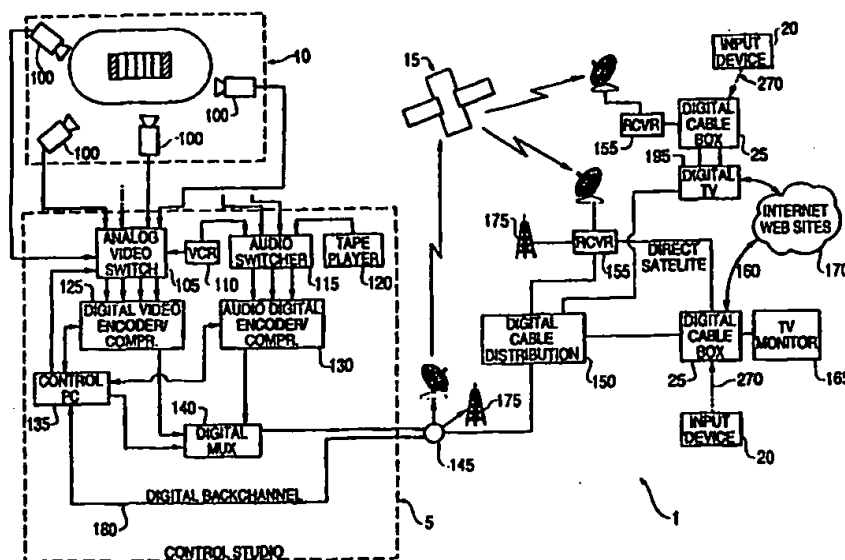 100
10
100
100
100
15
20
INPUT
DEVICE
270
RCVR
155
DIGITAL
CABLE
BOX
25
195
DIGITAL
TV
INTERNET
WEB SITES
170
175
RCVR
155
DIRECT
SATELITE
160
ANALOG
VIDEO
SWITCH
105
VCR
110
AUDIO
SWITCHER
115
TAPE
PLAYER
120
125
DIGITAL VIDEO
ENCODER/
COMPR.
AUDIO DIGITAL
ENCODER/
COMPR.
130
DIGITAL CABLE
DISTRIBUTION
150
DIGITAL
CABLE
BOX
25
TV
MONITOR
165
270
INPUT
DEVICE
20
CONTROL
PC
135
140
DIGITAL
MUX
175
145
DIGITAL BACKCHANNEL
180
5
1
CONTROL STUDIO